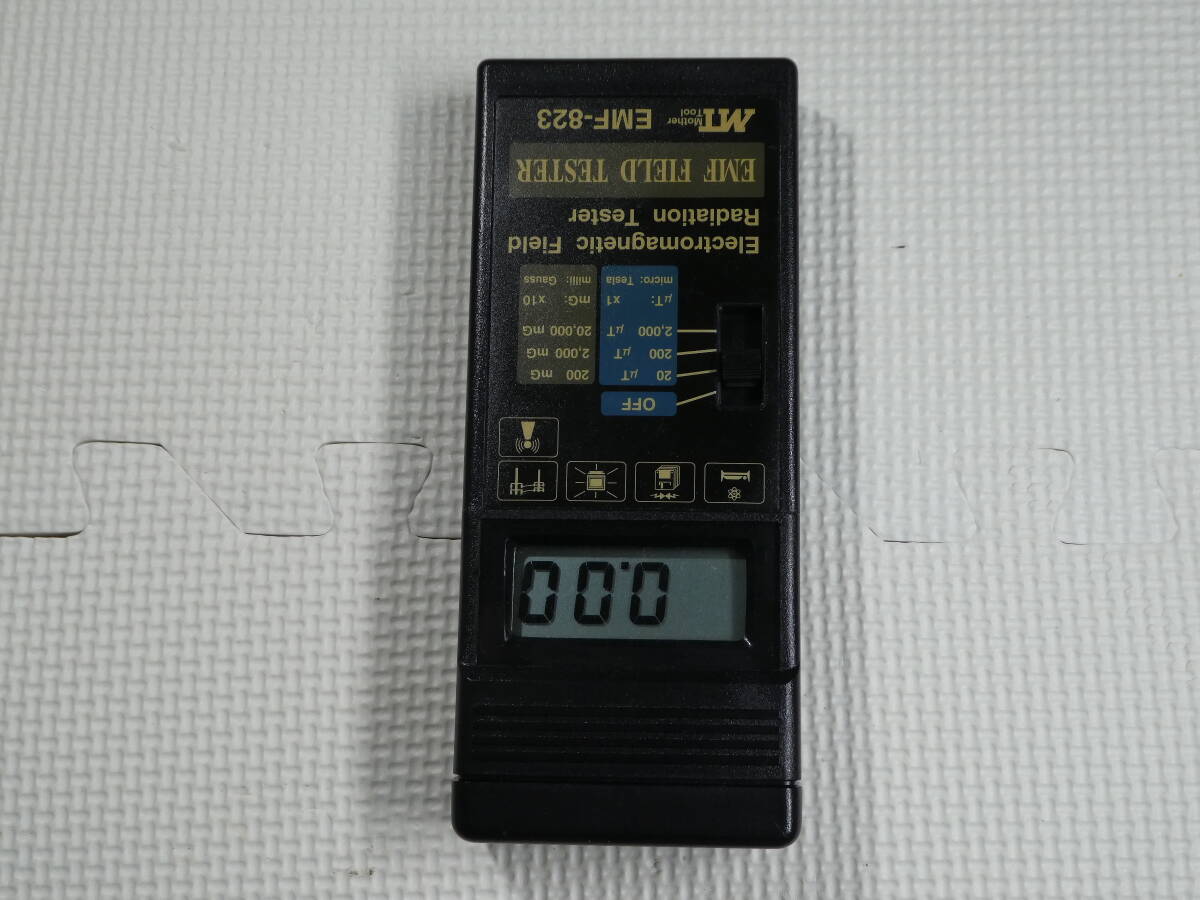 0.00
OFF
20 µT 200 mG
200 µT 2,000 mG
2,000 µT 20,000 mG
µT: x1 mG: x10
micro: Tesla milli: Gauss
Electromagnetic Field
Radiation Tester
EMF FIELD TESTER
MT Mother Tool EMF-823